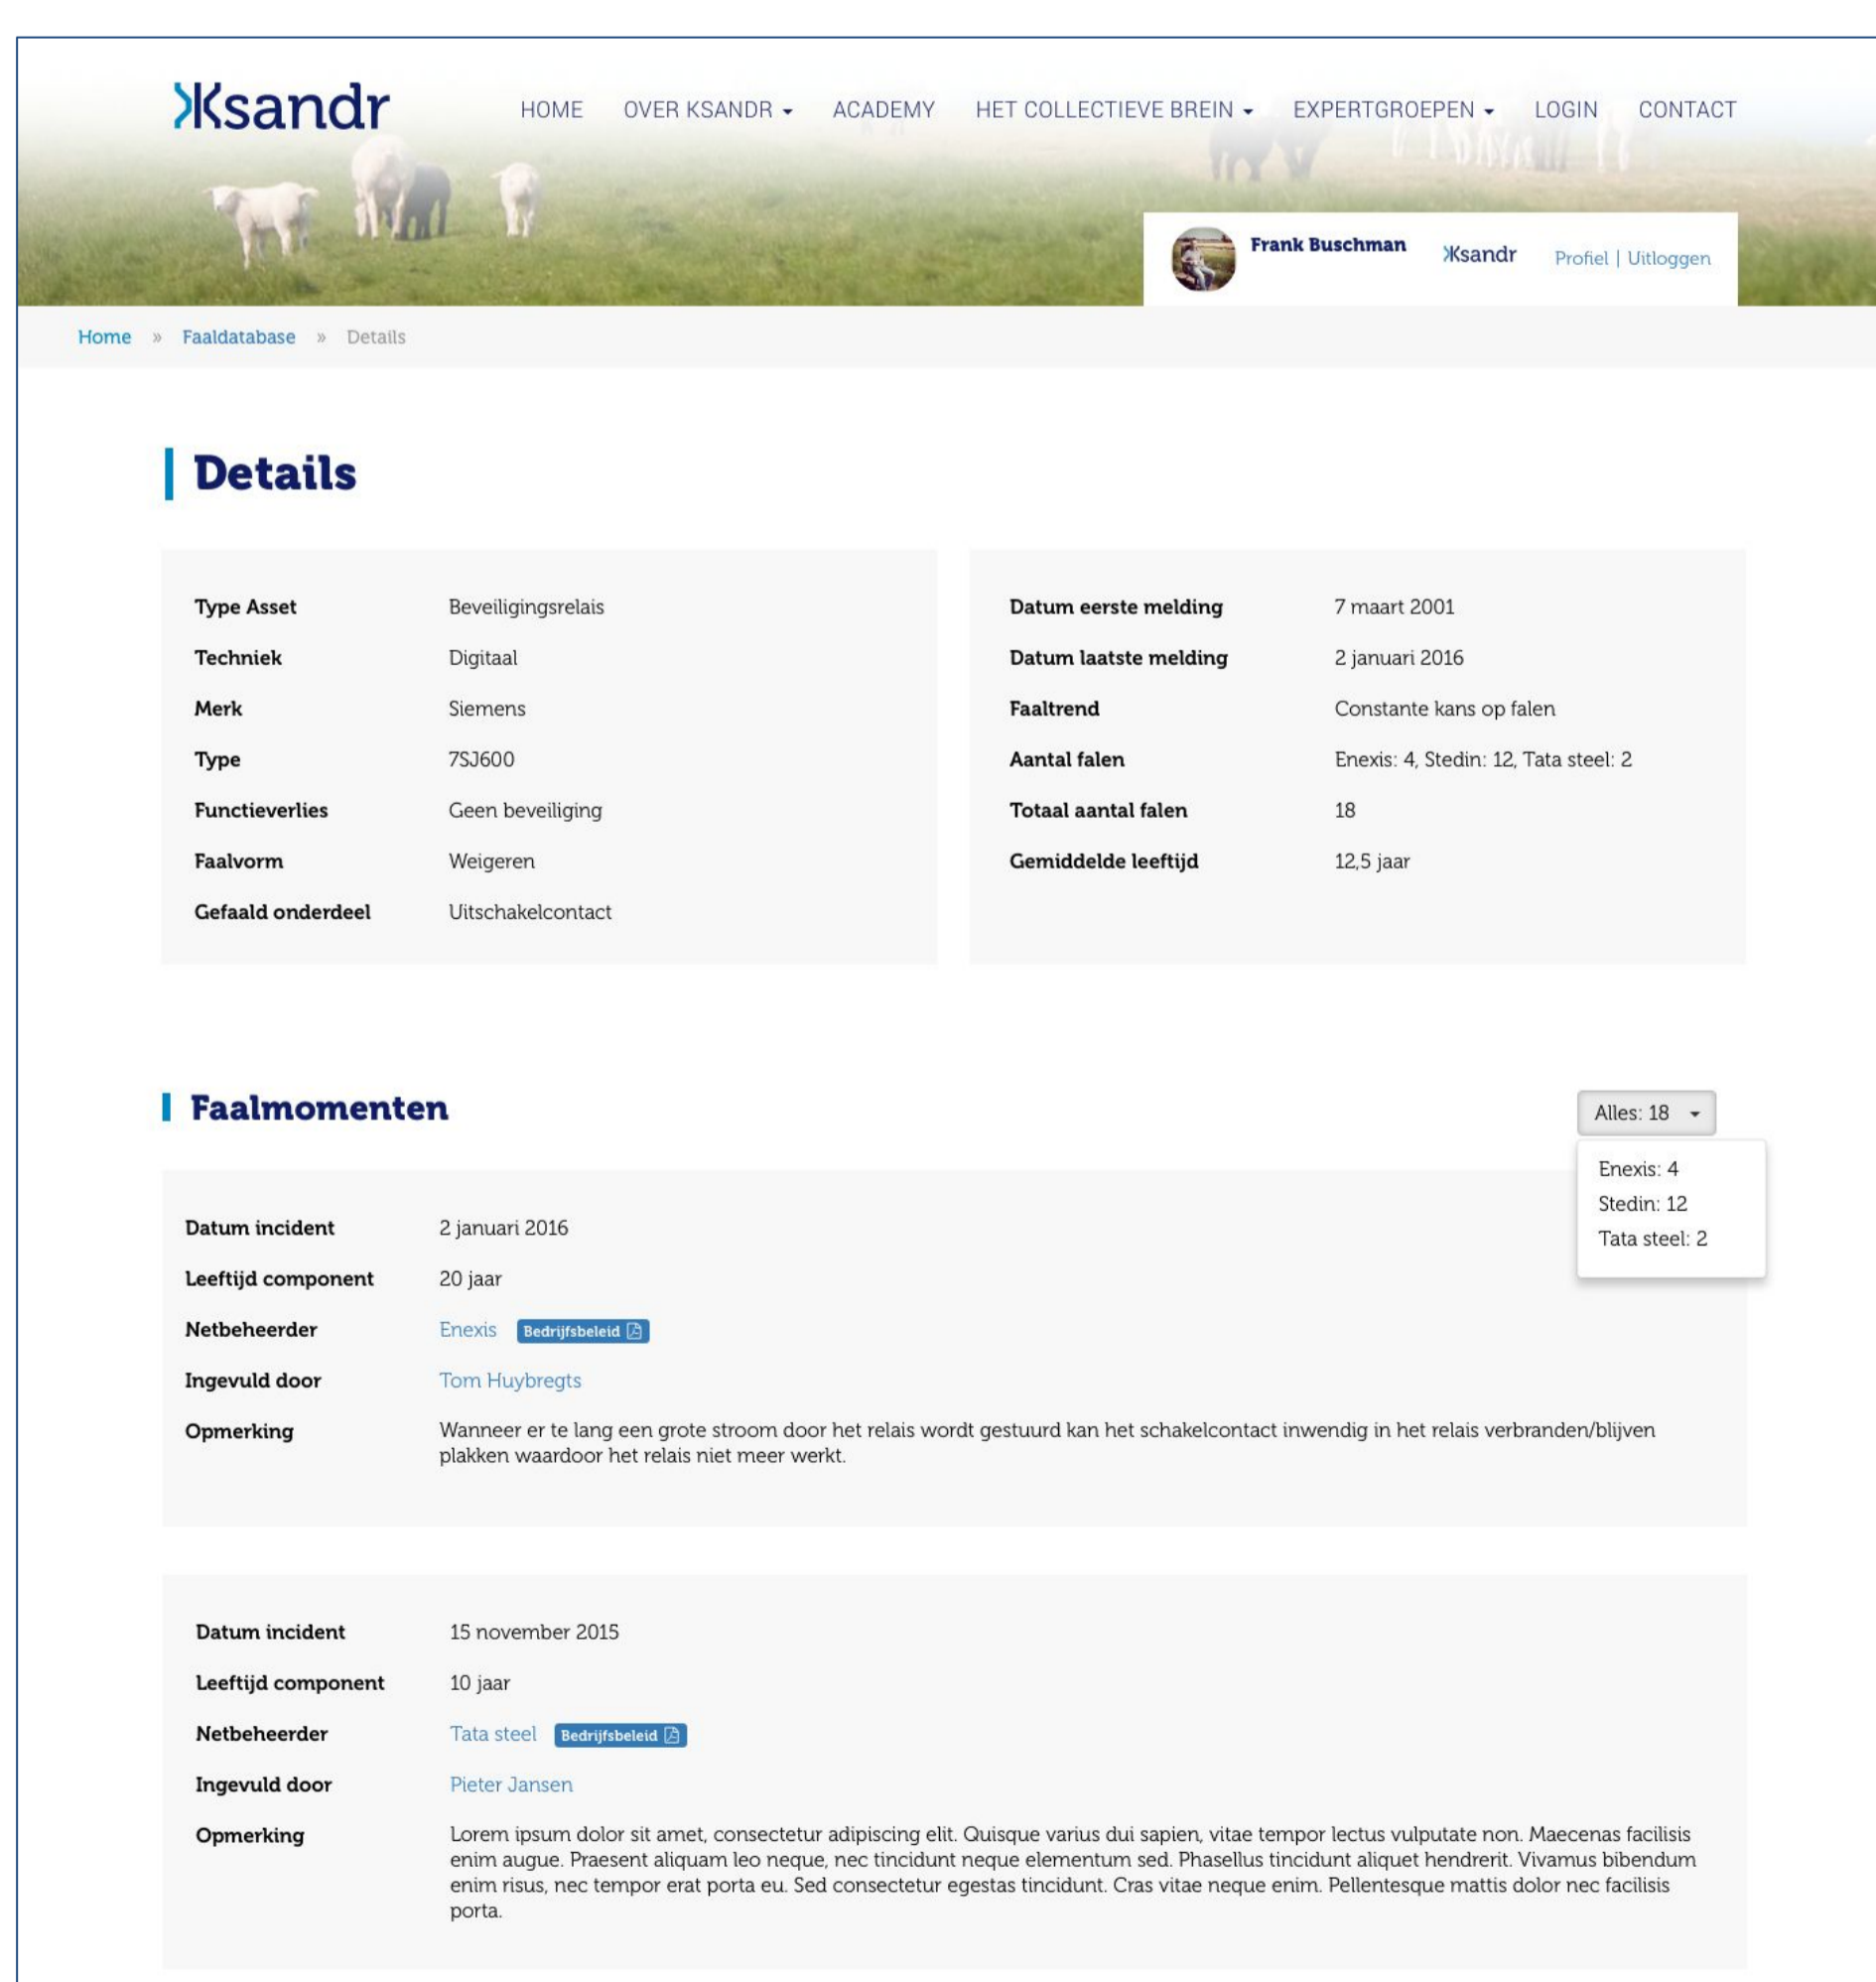 Ksandr
HOME OVER KSANDR ACADEMY HET COLLECTIEVE BREIN EXPERTGROEPEN LOGIN CONTACT
Frank Buschman Ksandr Profiel | Uitloggen
Home » Faaldatabase » Details
Details
Type Asset Beveiligingsrelais
Techniek Digitaal
Merk Siemens
Type 7SJ600
Functieverlies Geen beveiliging
Faalvorm Weigeren
Gefaald onderdeel Uitschakelcontact
Datum eerste melding 7 maart 2001
Datum laatste melding 2 januari 2016
Faaltrend Constante kans op falen
Aantal falen Enexis: 4, Stedin: 12, Tata steel: 2
Totaal aantal falen 18
Gemiddelde leeftijd 12,5 jaar
Faalmomenten
Alles: 18
Enexis: 4
Stedin: 12
Tata steel: 2
Datum incident 2 januari 2016
Leeftijd component 20 jaar
Netbeheerder Enexis Bedrijfsbeleid
Ingevuld door Tom Huybregts
Opmerking Wanneer er te lang een grote stroom door het relais wordt gestuurd kan het schakelcontact inwendig in het relais verbranden/blijven
plakken waardoor het relais niet meer werkt.
Datum incident 15 november 2015
Leeftijd component 10 jaar
Netbeheerder Tata steel Bedrijfsbeleid
Ingevuld door Pieter Jansen
Opmerking Lorem ipsum dolor sit amet, consectetur adipiscing elit. Quisque varius dui sapien, vitae tempor lectus vulputate non. Maecenas facilisis
enim augue. Praesent aliquam leo neque, nec tincidunt neque elementum sed. Phasellus tincidunt aliquet hendrerit. Vivamus bibendum
enim risus, nec tempor erat porta eu. Sed consectetur egestas tincidunt. Cras vitae neque enim. Pellentesque mattis dolor nec facilisis
porta.